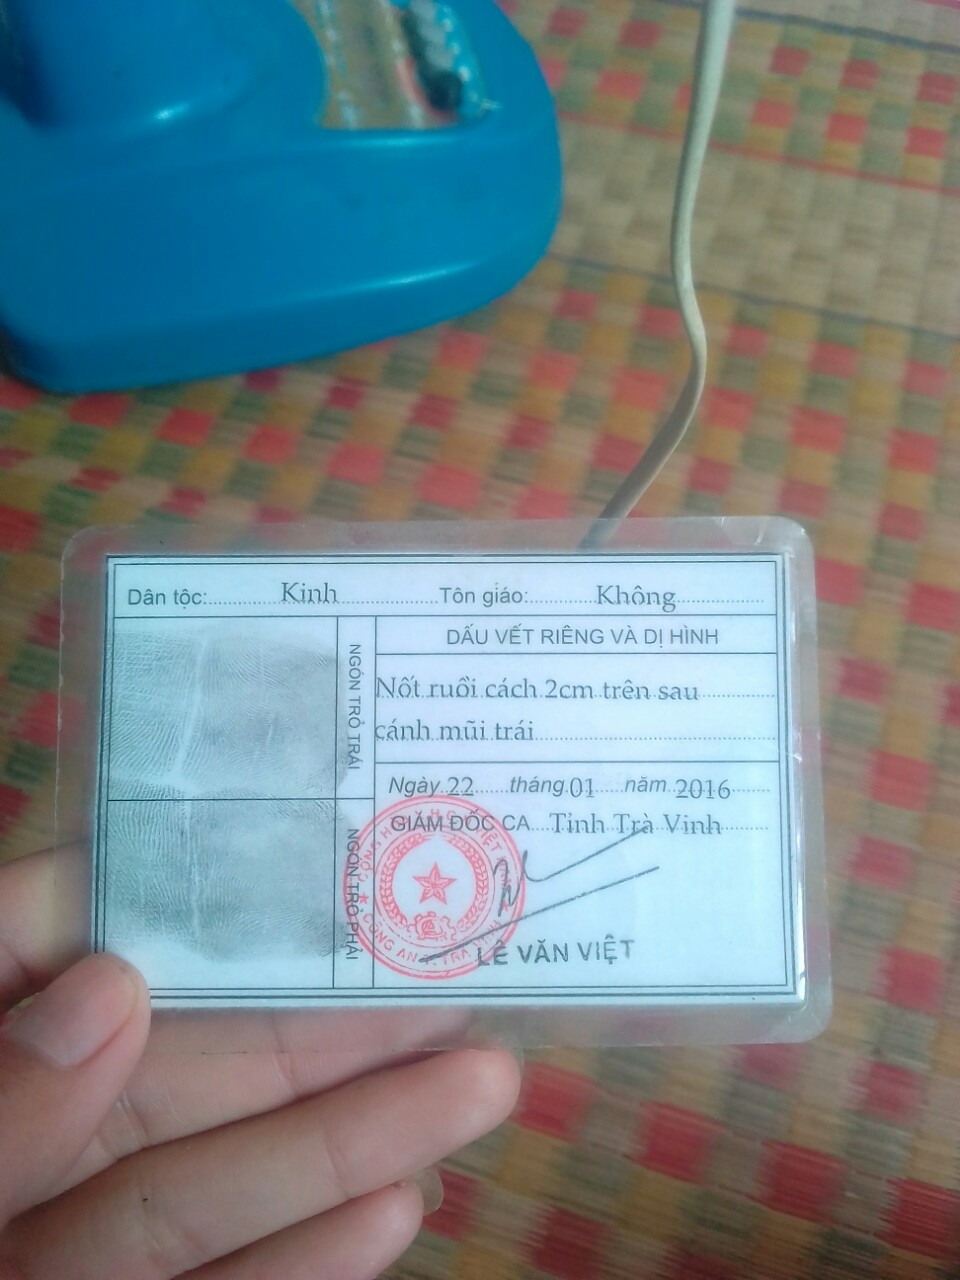 Dân tộc: Kinh Tôn giáo: Không
NGÓN TRỎ TRÁI
NGÓN TRỎ PHẢI
DẤU VẾT RIÊNG VÀ DỊ HÌNH
Nốt ruồi cách 2cm trên sau
cánh mũi trái
Ngày 22 tháng 01 năm 2016
GIÁM ĐỐC CA Tỉnh Trà Vinh
CÔNG AN T. TRÀ VINH
LÊ VĂN VIỆT